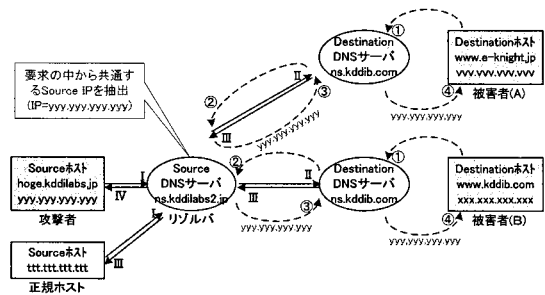 要求の中から共通す
るSource IPを抽出
(IP=yyy.yyy.yyy.yyy)
Destination
DNSサーバ
ns.kddib.com
①
④
Destinationホスト
www.e-knight.jp
vvv.vvv.vvv.vvv
被害者(A)
yyy.yyy.yyy.yyy
②
II
③
III
yyy.yyy.yyy.yyy
Sourceホスト
hoge.kddilabs.jp
yyy.yyy.yyy.yyy
攻撃者
I
IV
Source
DNSサーバ
ns.kddilabs2.jp
リゾルバ
②
II
III
③
yyy.yyy.yyy.yyy
Destination
DNSサーバ
ns.kddib.com
①
④
Destinationホスト
www.kddib.com
xxx.xxx.xxx.xxx
被害者(B)
yyy.yyy.yyy.yyy
Sourceホスト
ttt.ttt.ttt.ttt
正規ホスト
I
III